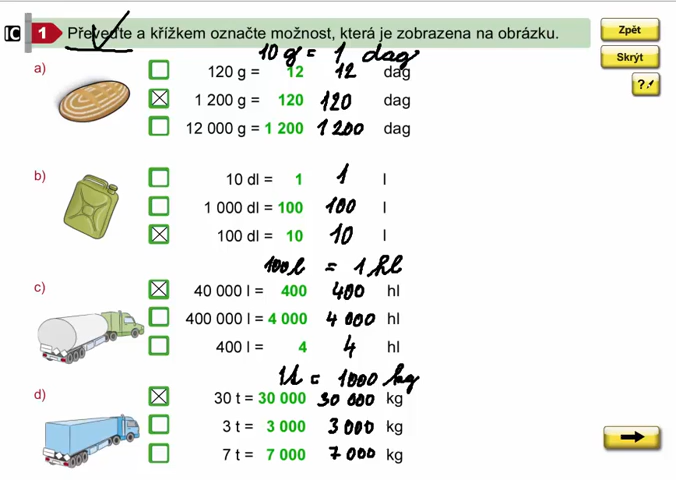 IC 1 Převeďte a křížkem označte možnost, která je zobrazena na obrázku.
Zpět
Skrýt
?
10 g = 1 dag
a)
120 g = 12 12 dag
1 200 g = 120 120 dag
12 000 g = 1 200 1200 dag
b)
10 dl = 1 1 l
1 000 dl = 100 100 l
100 dl = 10 10 l
100 l = 1 hl
c)
40 000 l = 400 400 hl
400 000 l = 4 000 4 000 hl
400 l = 4 4 hl
1t = 1000 kg
d)
30 t = 30 000 30 000 kg
3 t = 3 000 3 000 kg
7 t = 7 000 7 000 kg